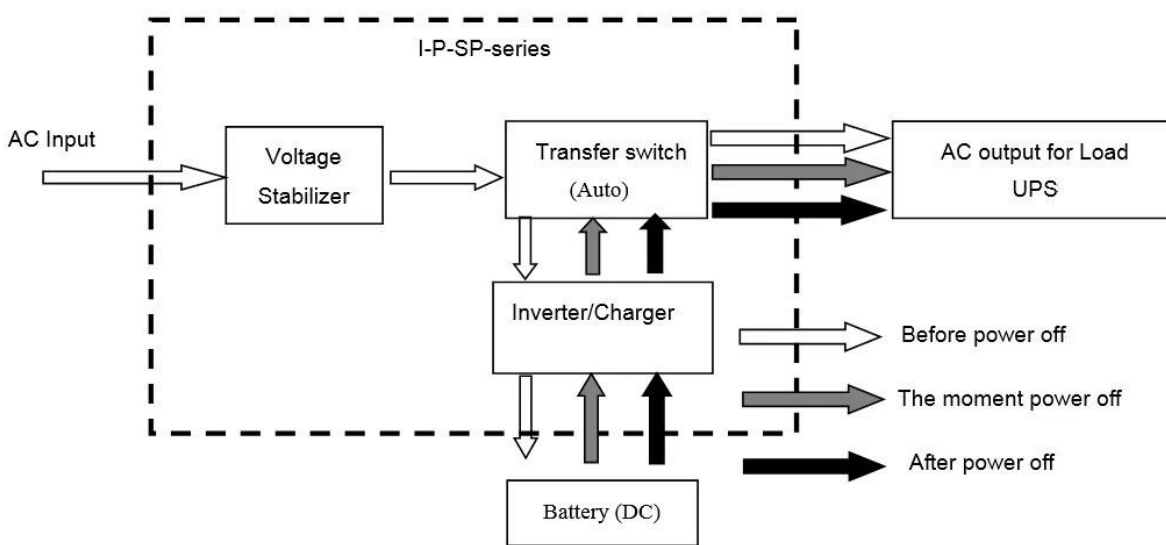 I-P-SP-series
AC Input
Voltage
Stabilizer
Transfer switch
(Auto)
AC output for Load
UPS
Inverter/Charger
Before power off
The moment power off
After power off
Battery (DC)